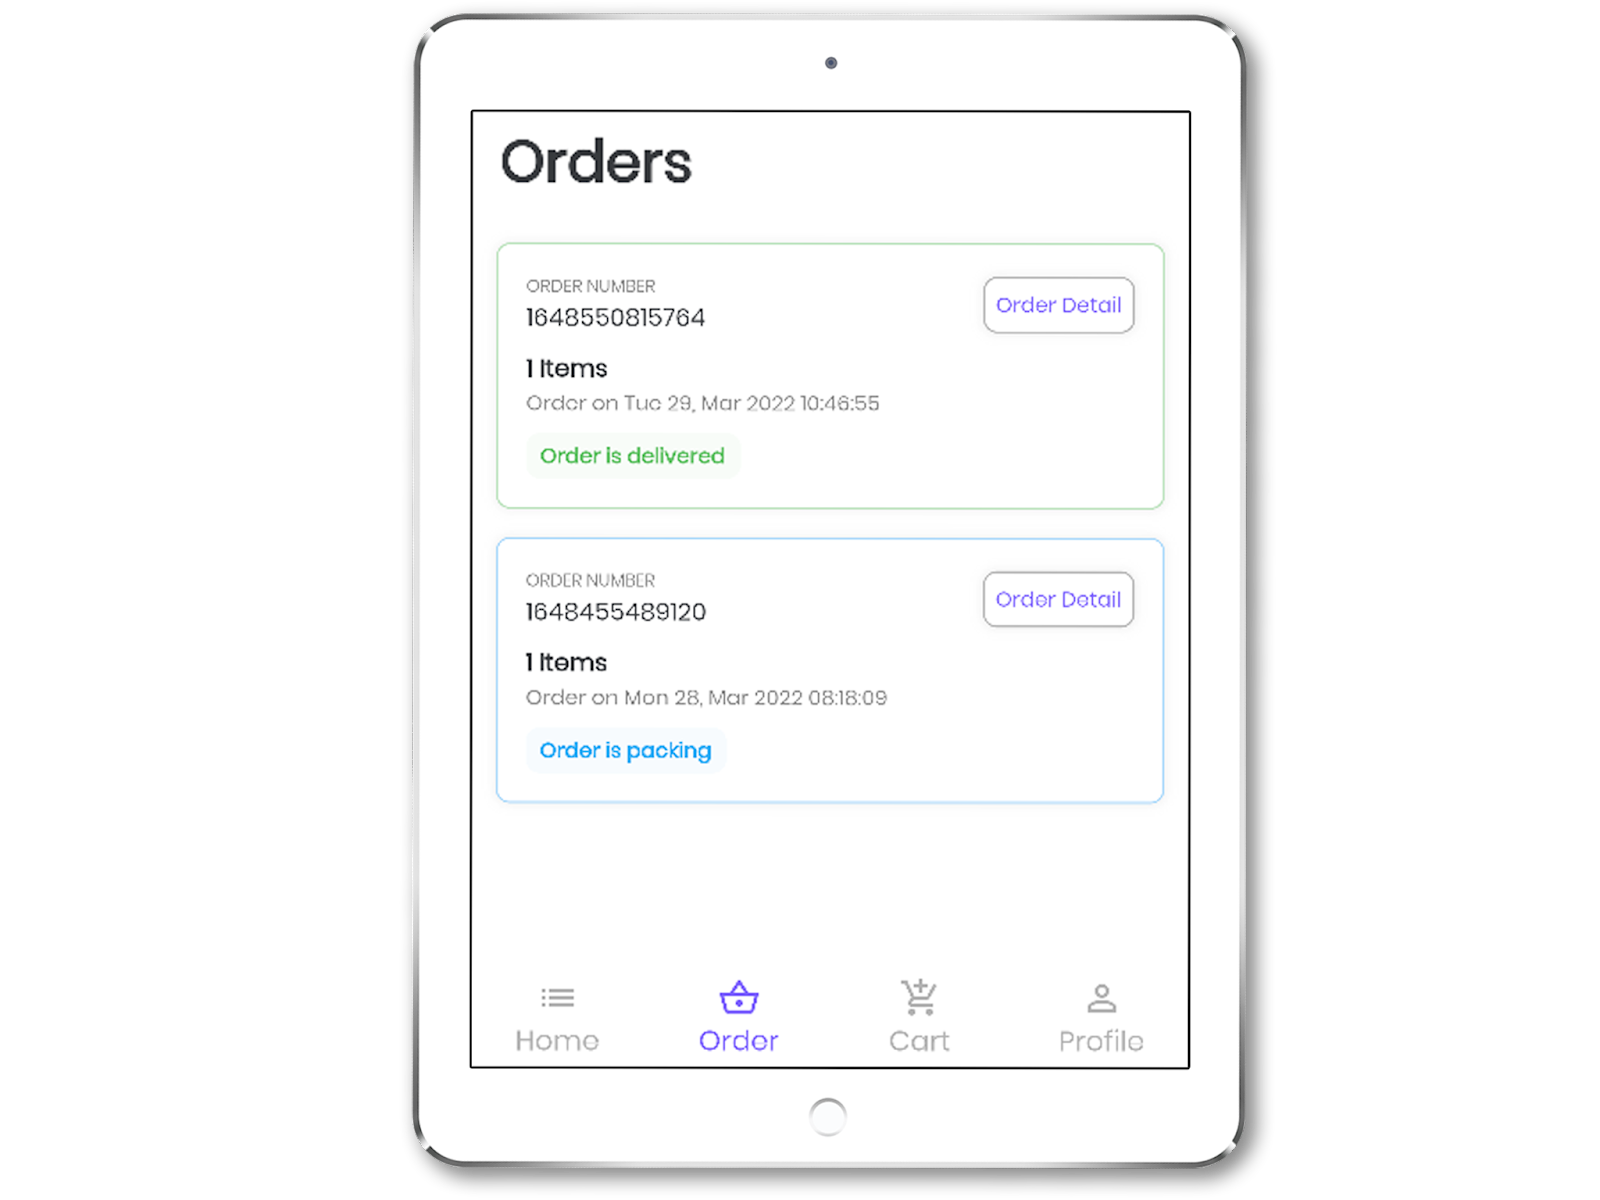 Orders
ORDER NUMBER
1648550815764
Order Detail
1 Items
Order on Tue 29, Mar 2022 10:46:55
Order is delivered
ORDER NUMBER
1648455489120
Order Detail
1 Items
Order on Mon 28, Mar 2022 08:18:09
Order is packing
Home
Order
Cart
Profile